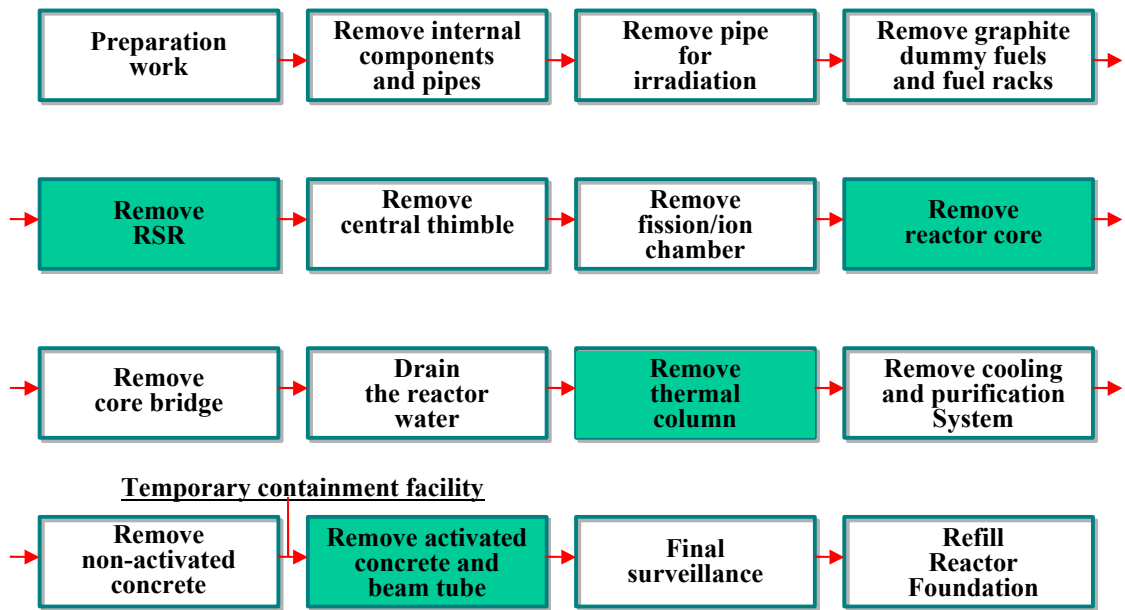 Preparation
work
Remove internal
components
and pipes
Remove pipe
for
irradiation
Remove graphite
dummy fuels
and fuel racks
Remove
RSR
Remove
central thimble
Remove
fission/ion
chamber
Remove
reactor core
Remove
core bridge
Drain
the reactor
water
Remove
thermal
column
Remove cooling
and purification
System
Temporary containment facility
Remove
non-activated
concrete
Remove activated
concrete and
beam tube
Final
surveillance
Refill
Reactor
Foundation